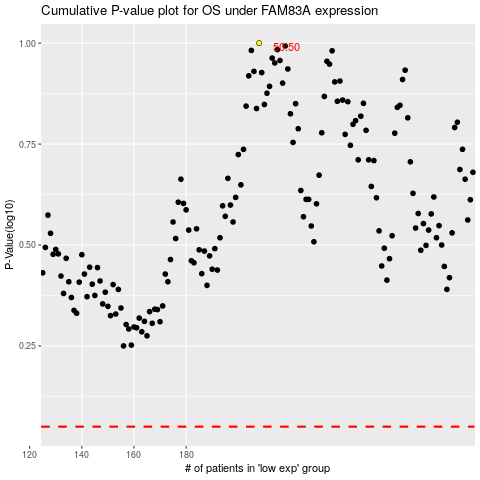 Cumulative P-value plot for OS under FAM83A expression
P-Value(log10)
1.00
0.75
0.50
0.25
50:50
120 140 160 180
# of patients in 'low exp' group